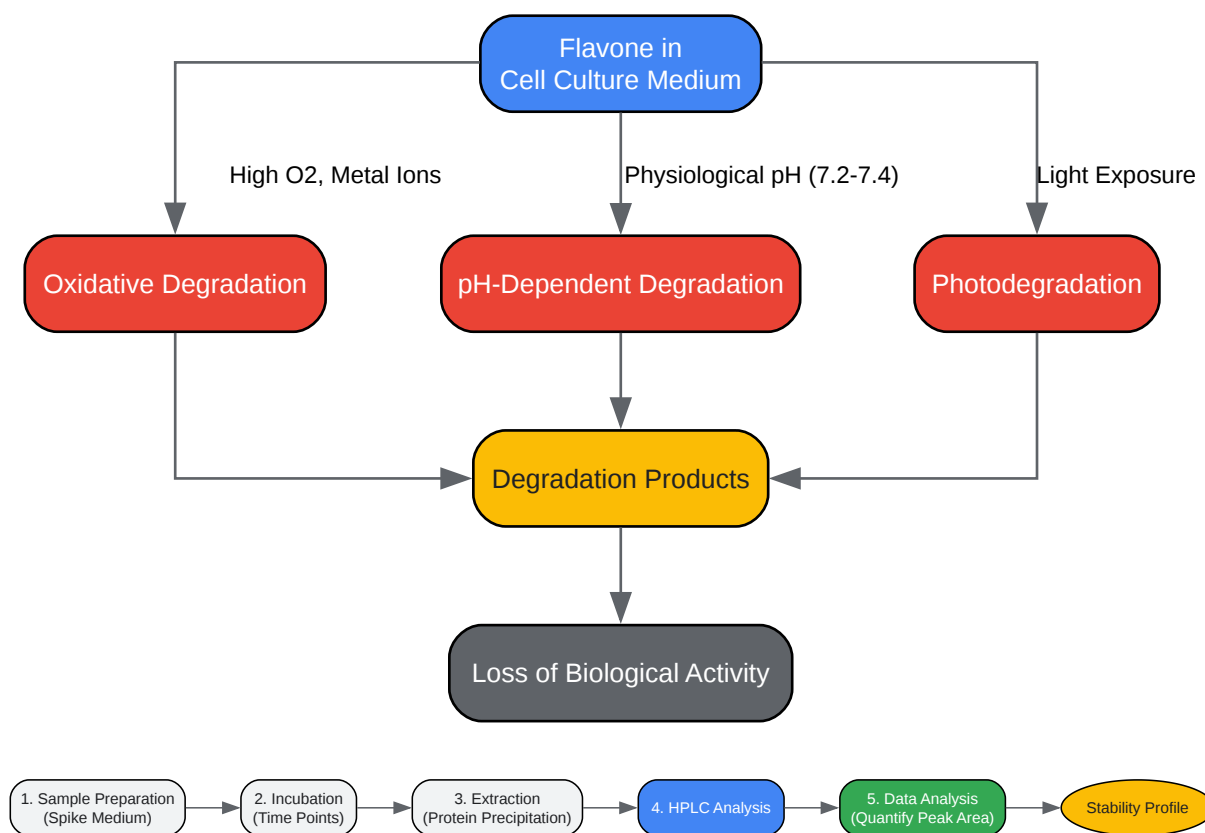 Flavone in
Cell Culture Medium
High O2, Metal Ions
Physiological pH (7.2-7.4)
Light Exposure
Oxidative Degradation
pH-Dependent Degradation
Photodegradation
Degradation Products
Loss of Biological Activity
1. Sample Preparation
(Spike Medium)
2. Incubation
(Time Points)
3. Extraction
(Protein Precipitation)
4. HPLC Analysis
5. Data Analysis
(Quantify Peak Area)
Stability Profile